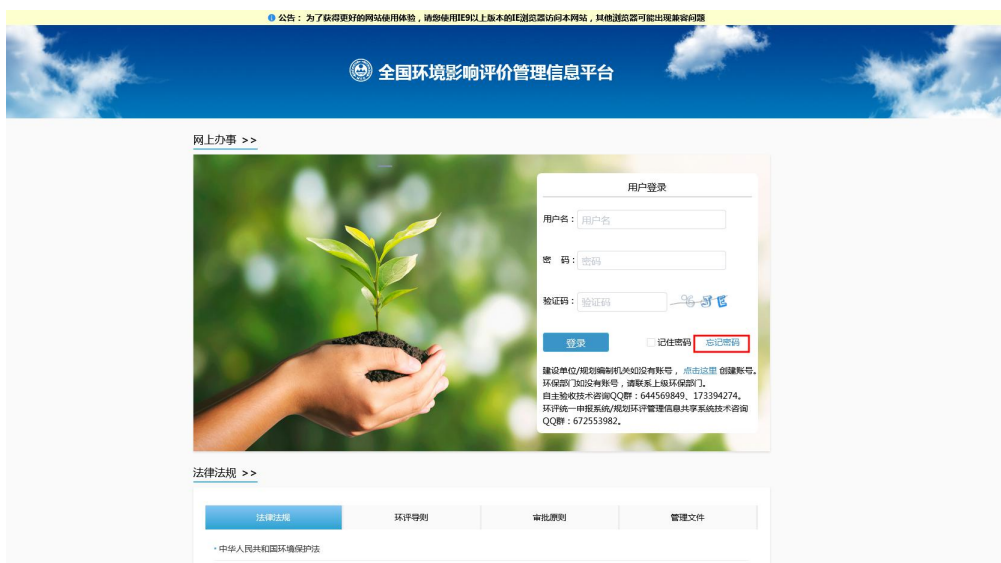 公告： 为了获得更好的网站使用体验，请您使用IE9以上版本的IE浏览器访问本网站，其他浏览器可能出现兼容问题
全国环境影响评价管理信息平台
网上办事 >>
用户登录
用户名： 用户名
密 码： 密码
验证码： 验证码
登录 记住密码 忘记密码
建设单位/规划编制机关如没有账号， 点击这里 创建账号。
环保部门如没有账号，请联系上级环保部门。
自主验收技术咨询QQ群：644569849、173394274。
环评统一申报系统/规划环评管理信息共享系统技术咨询
QQ群：672553982。
法律法规 >>
法律法规 环评导则 审批原则 管理文件
中华人民共和国环境保护法